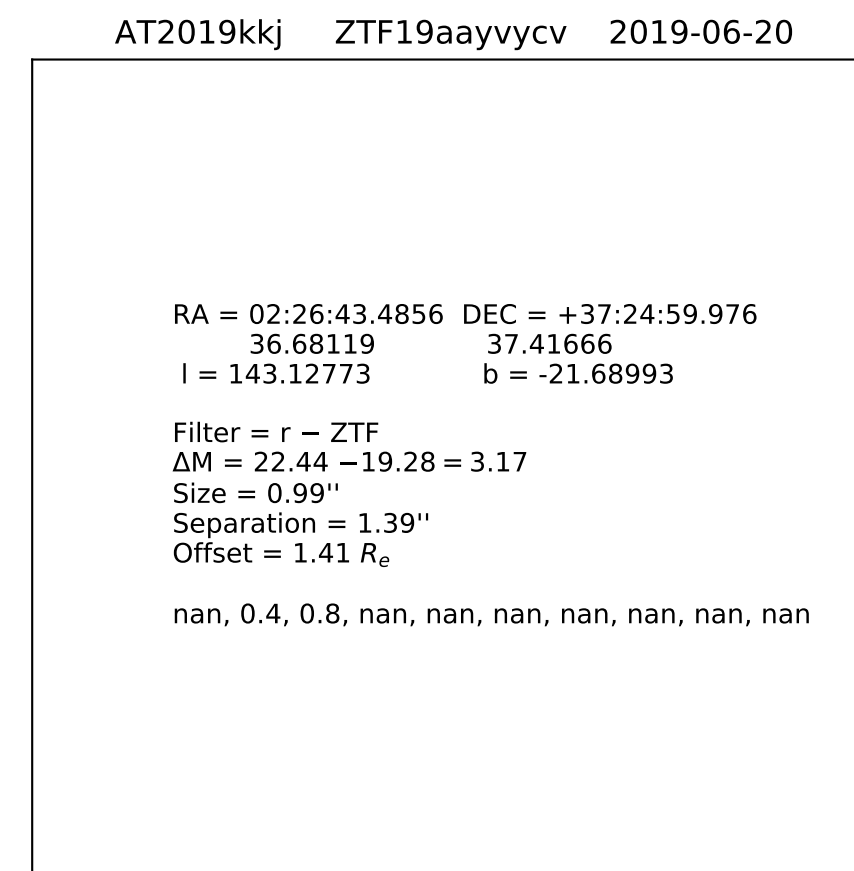 AT2019kkj ZTF19aayvycv 2019-06-20
RA = 02:26:43.4856 DEC = +37:24:59.976
36.68119 37.41666
l = 143.12773 b = -21.68993
Filter = r − ZTF
ΔM = 22.44 −19.28 = 3.17
Size = 0.99''
Separation = 1.39''
Offset = 1.41 Rₑ
nan, 0.4, 0.8, nan, nan, nan, nan, nan, nan, nan